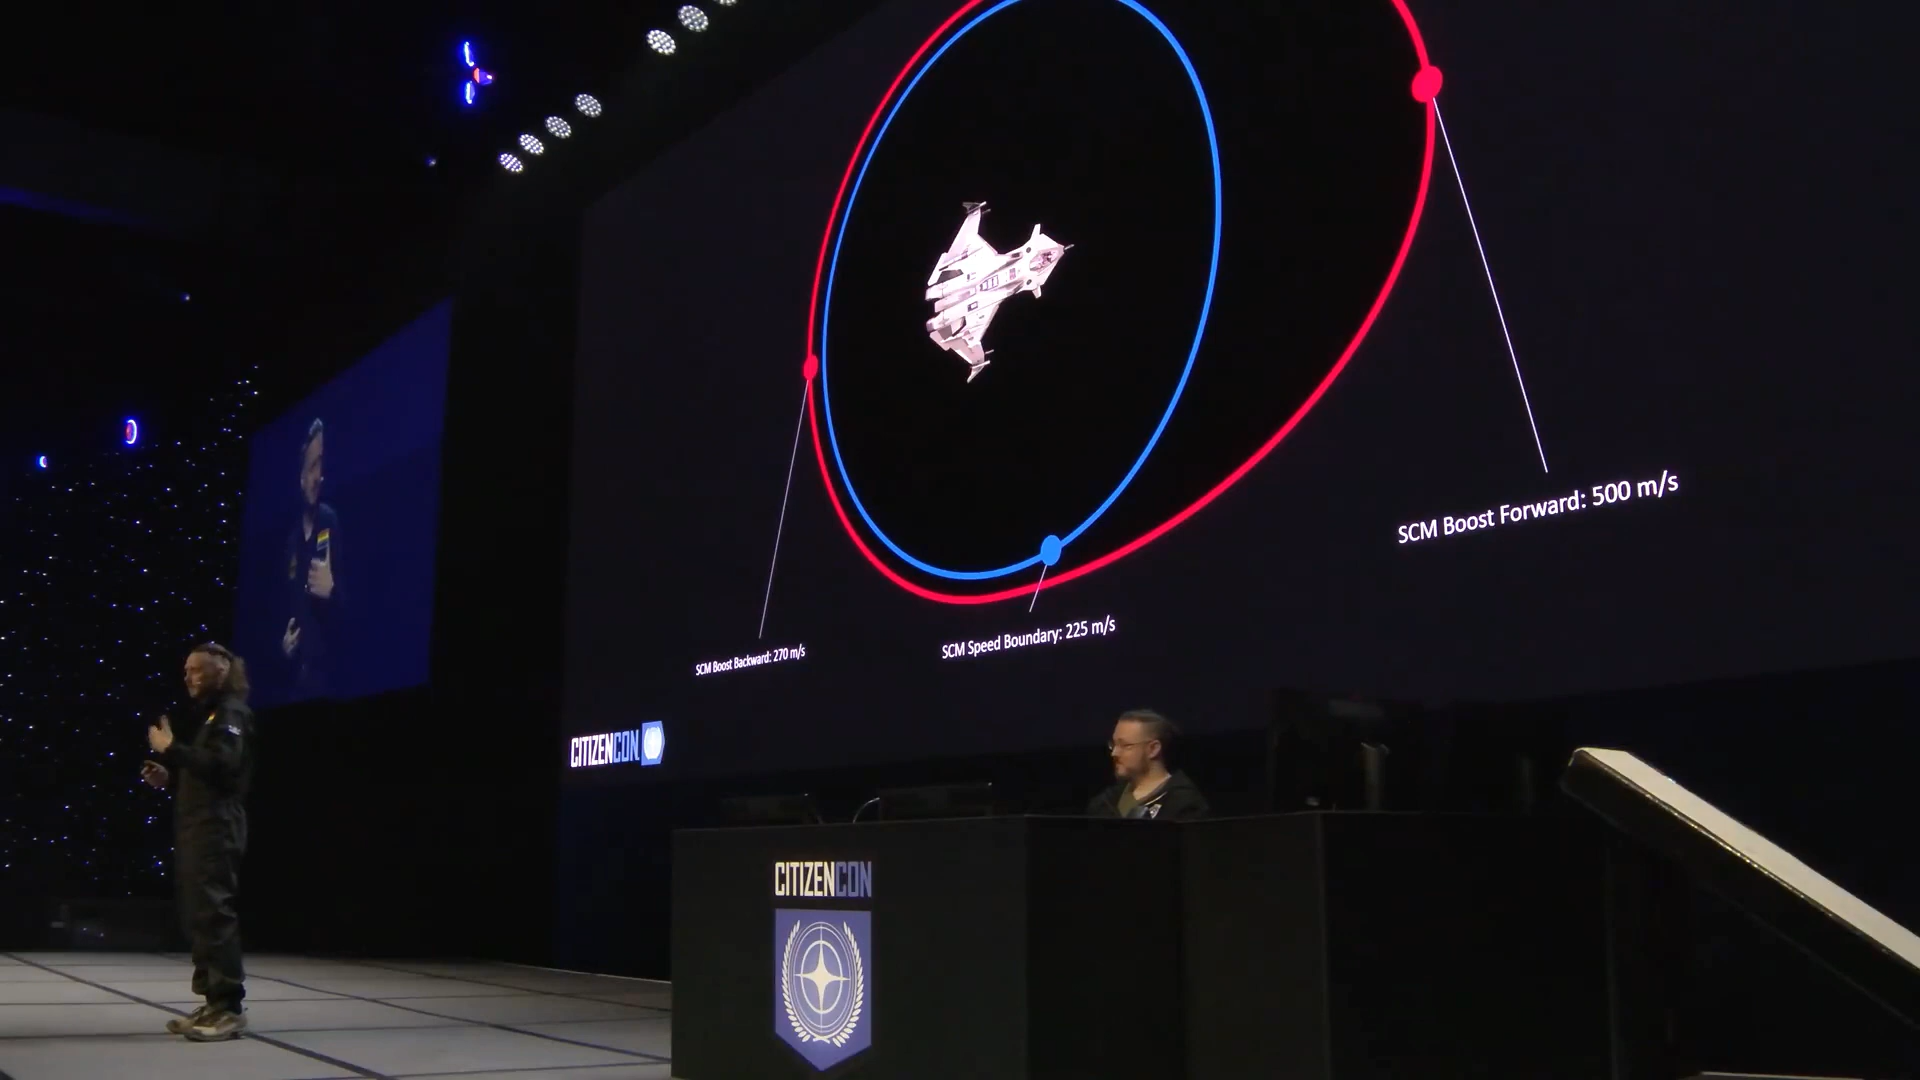 SCM Boost Forward: 500 m/s
SCM Speed Boundary: 225 m/s
SCM Boost Backward: 270 m/s
CITIZENCON
CITIZENCON